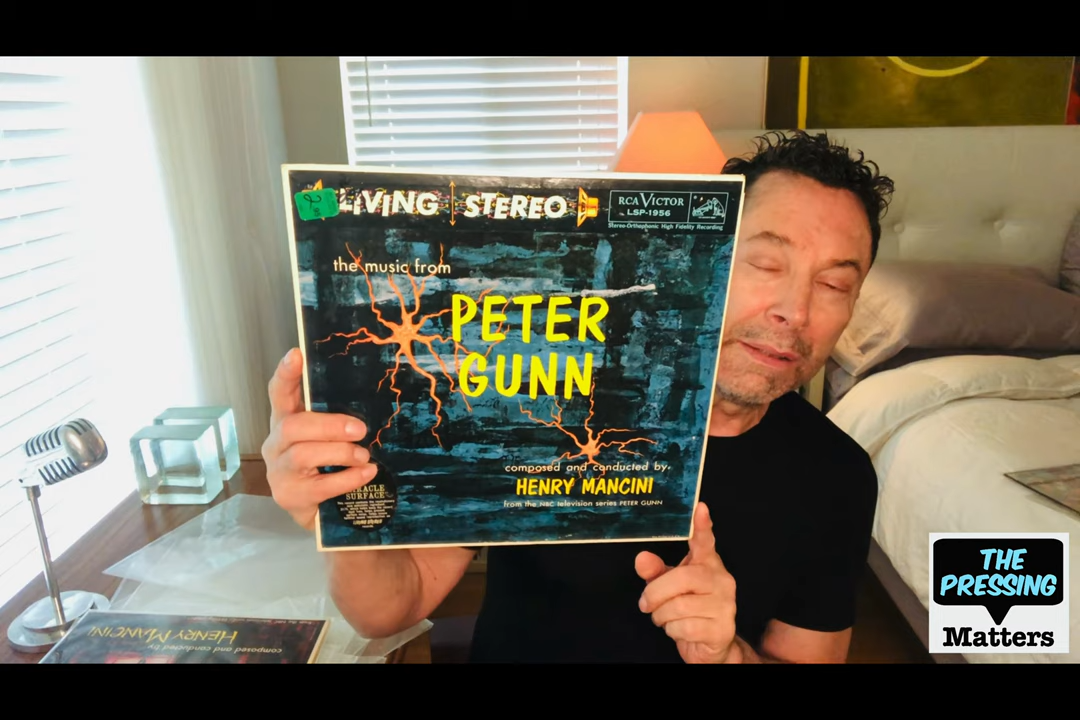 LIVING STEREO
RCA VICTOR
LSP-1956
Stereo-Orthophonic High Fidelity Recording
the music from
PETER
GUNN
composed and conducted by
HENRY MANCINI
from the NBC television series PETER GUNN
MIRACLE
SURFACE
composed and conducted by
HENRY MANCINI
THE
PRESSING
Matters